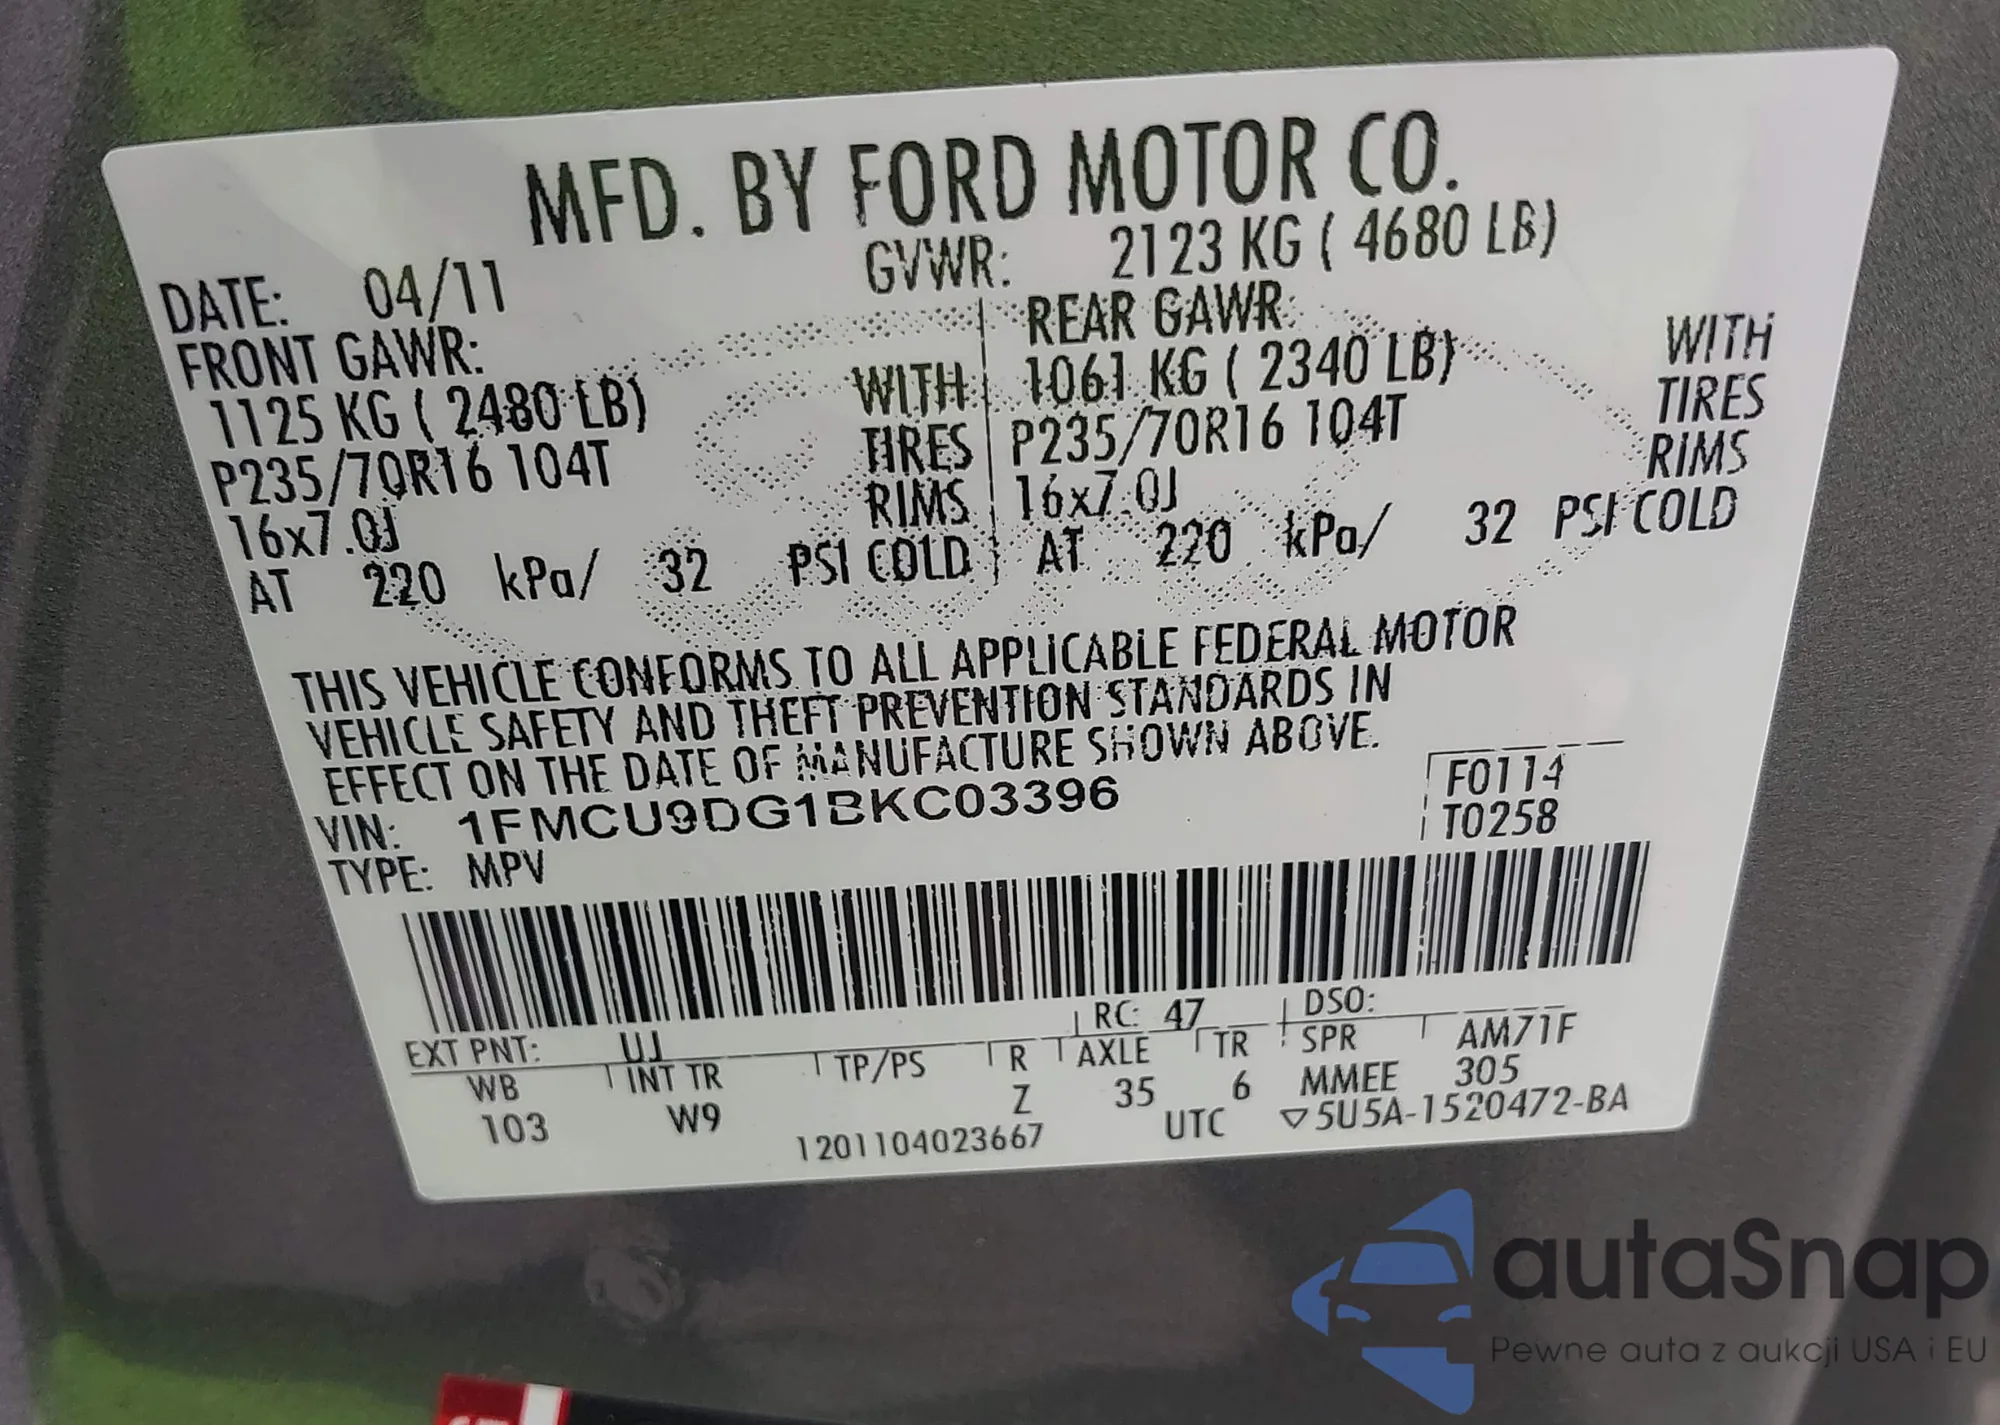 MFD. BY FORD MOTOR CO.
DATE: 04/11 GVWR: 2123 KG ( 4680 LB)
FRONT GAWR: REAR GAWR:
1125 KG ( 2480 LB) WITH 1061 KG ( 2340 LB) WITH
P235/70R16 104T TIRES P235/70R16 104T TIRES
16x7.0J RIMS 16x7.0J RIMS
AT 220 kPa/ 32 PSI COLD AT 220 kPa/ 32 PSI COLD
THIS VEHICLE CONFORMS TO ALL APPLICABLE FEDERAL MOTOR
VEHICLE SAFETY AND THEFT PREVENTION STANDARDS IN
EFFECT ON THE DATE OF MANUFACTURE SHOWN ABOVE.
VIN: 1FMCU9DG1BKC03396 F0114
TYPE: MPV T0258
EXT PNT: UJ RC: 47 DSO:
WB INT TR TP/PS R AXLE TR SPR AM71F
103 W9 Z 35 6 MMEE 305
1201104023667 UTC ▽5U5A-1520472-BA
autaSnap
Pewne auta z aukcji USA i EU